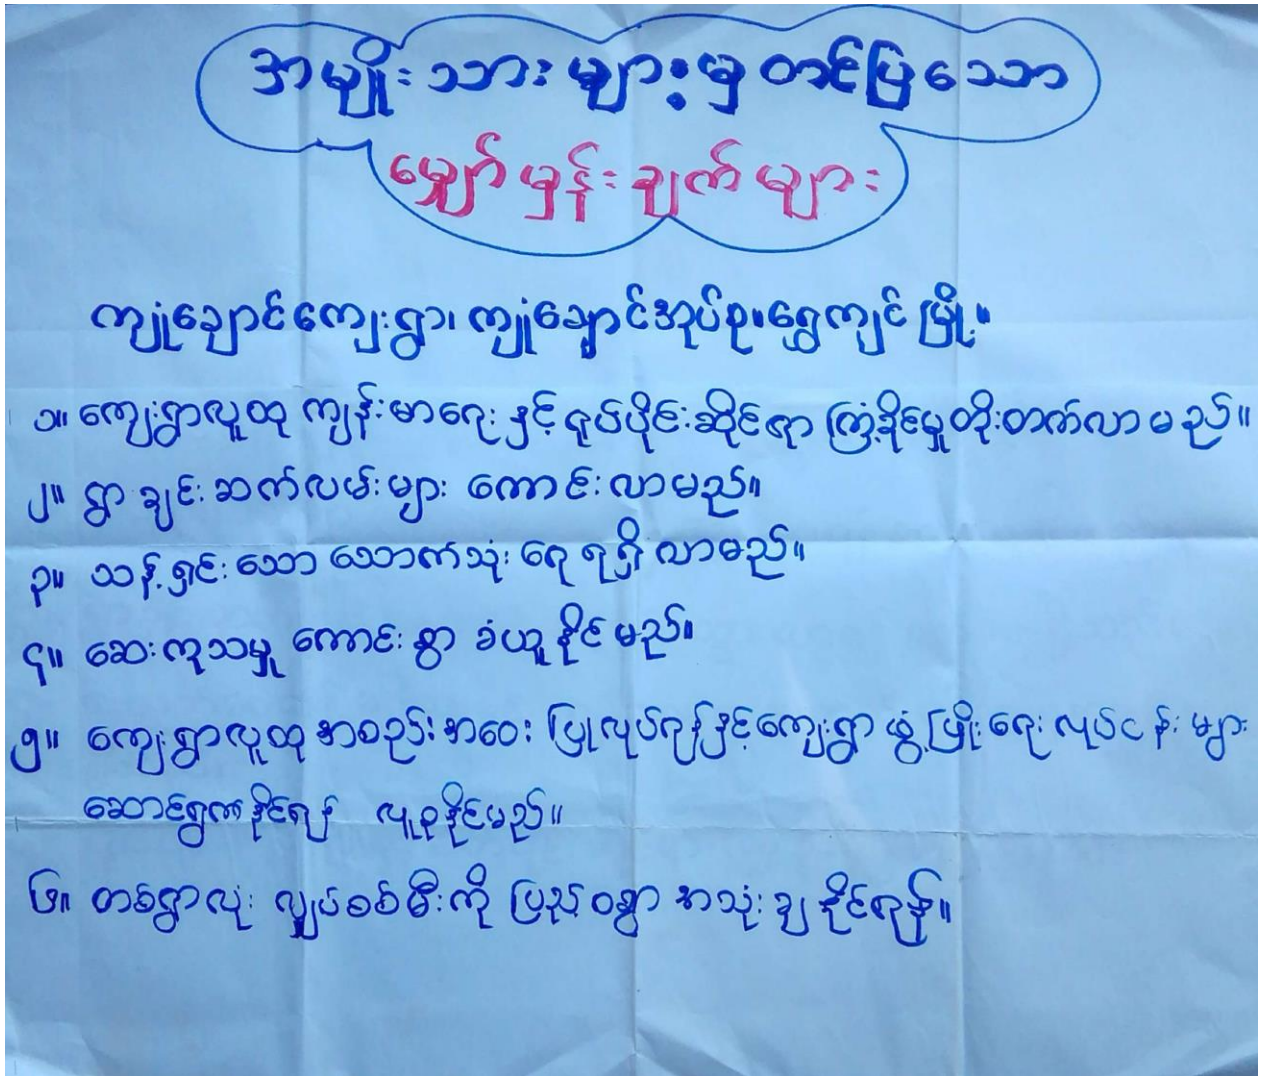 အမျိုးသားများမှ တင်ပြသော
မျှော်မှန်းချက်များ
ကျုံချောင်ကျေးရွာ၊ ကျုံချောင်အုပ်စု။ရွှေကျင်မြို့။
၁။ ကျေးရွာလူထု ကျန်းမာရေးနှင့် ရုပ်ပိုင်းဆိုင်ရာ ကြံ့ခိုင်မှုတိုးတက်လာမည်။
၂။ ရွာချင်းဆက်လမ်းများ ကောင်းလာမည်။
၃။ သန့်ရှင်းသော သောက်သုံးရေ ရရှိလာမည်။
၄။ ဆေးကုသမှု ကောင်းစွာ ခံယူနိုင်မည်။
၅။ ကျေးရွာလူထုအစည်းအဝေး ပြုလုပ်ရန်နှင့်ကျေးရွာဖွံ့ဖြိုးရေးလုပ်ငန်းများ
ဆောင်ရွက်နိုင်ရန် လူစုနိုင်မည်။
၆။ တစ်ရွာလုံး လျှပ်စစ်မီးကို ပြည့်ဝစွာ အသုံးချနိုင်ရန်။